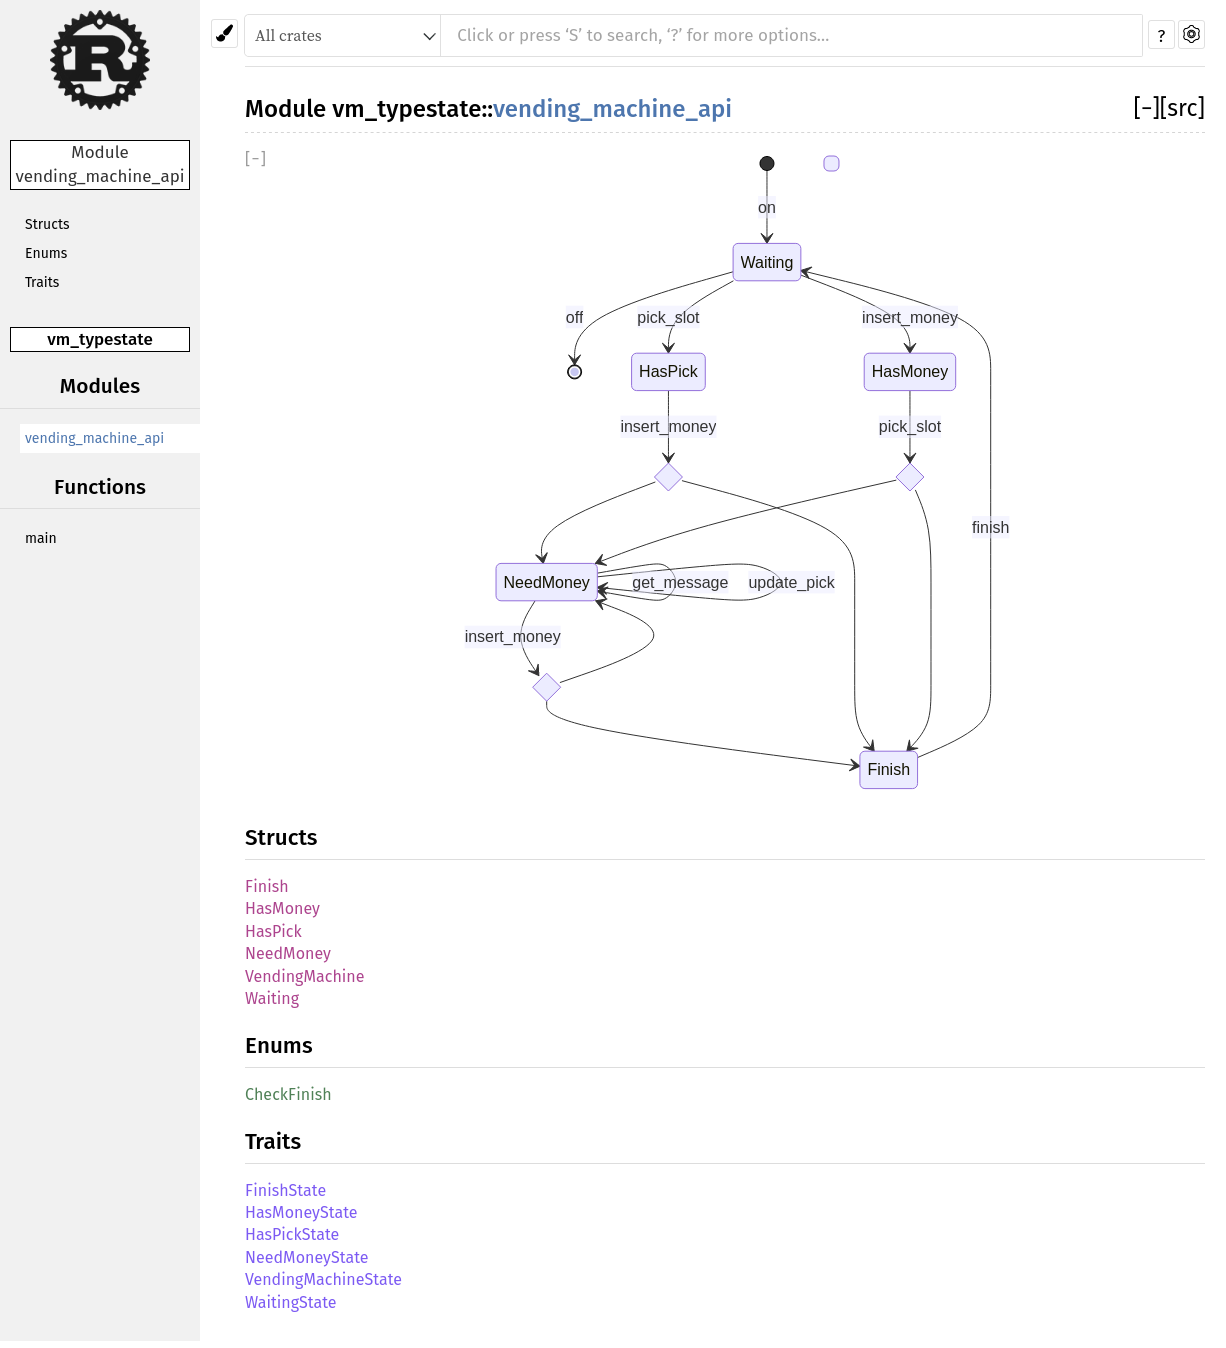 R
Module
vending_machine_api
Structs
Enums
Traits
vm_typestate
Modules
vending_machine_api
Functions
main
All crates
Click or press ‘S’ to search, ‘?’ for more options…
?
Module vm_typestate::vending_machine_api
[−][src]
[−]
on
Waiting
off
pick_slot
insert_money
HasPick
HasMoney
insert_money
pick_slot
finish
NeedMoney
get_message
update_pick
insert_money
Finish
Structs
Finish
HasMoney
HasPick
NeedMoney
VendingMachine
Waiting
Enums
CheckFinish
Traits
FinishState
HasMoneyState
HasPickState
NeedMoneyState
VendingMachineState
WaitingState